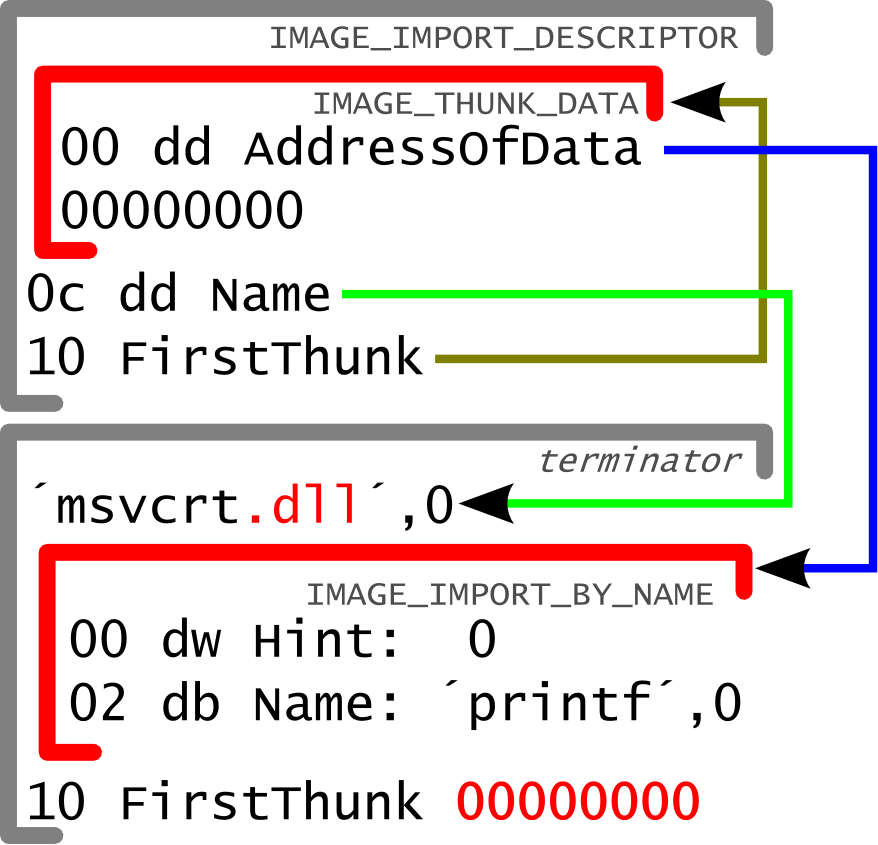 IMAGE_IMPORT_DESCRIPTOR
IMAGE_THUNK_DATA
00 dd AddressOfData
00000000
0c dd Name
10 FirstThunk
terminator
´msvcrt.dll´,0
IMAGE_IMPORT_BY_NAME
00 dw Hint: 0
02 db Name: ´printf´,0
10 FirstThunk 00000000